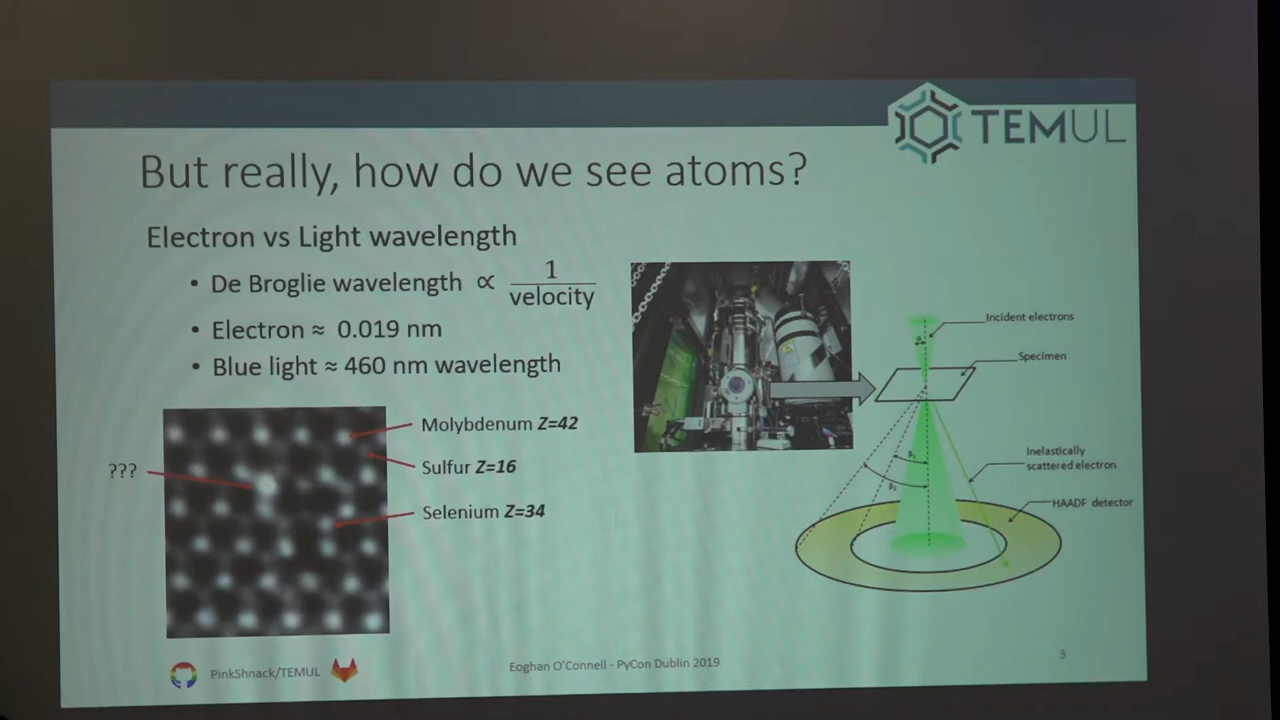 TEMUL
But really, how do we see atoms?
Electron vs Light wavelength
• De Broglie wavelength ∝ 1
velocity
• Electron ≈ 0.019 nm
• Blue light ≈ 460 nm wavelength
Molybdenum Z=42
Sulfur Z=16
???
Selenium Z=34
Incident electrons
Specimen
β₁
β₂
Inelastically
scattered electron
HAADF detector
PinkShnack/TEMUL
Eoghan O'Connell - PyCon Dublin 2019
3